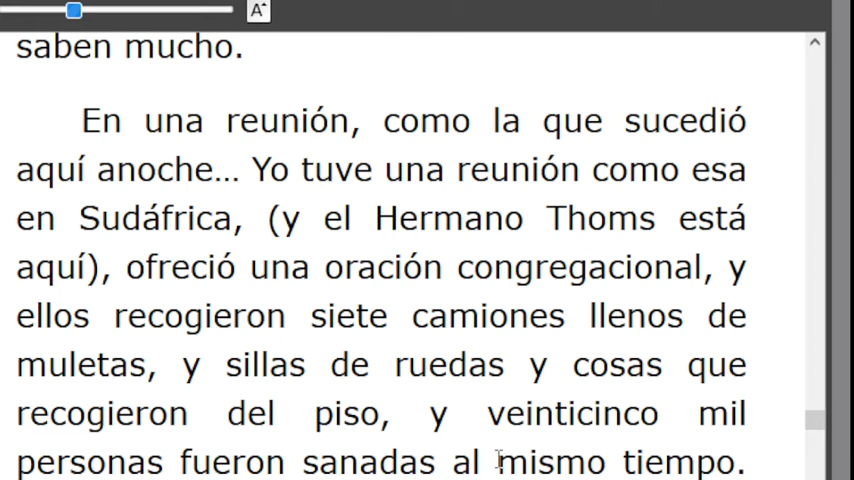 A
saben mucho.
En una reunión, como la que sucedió
aquí anoche… Yo tuve una reunión como esa
en Sudáfrica, (y el Hermano Thoms está
aquí), ofreció una oración congregacional, y
ellos recogieron siete camiones llenos de
muletas, y sillas de ruedas y cosas que
recogieron del piso, y veinticinco mil
personas fueron sanadas al mismo tiempo.